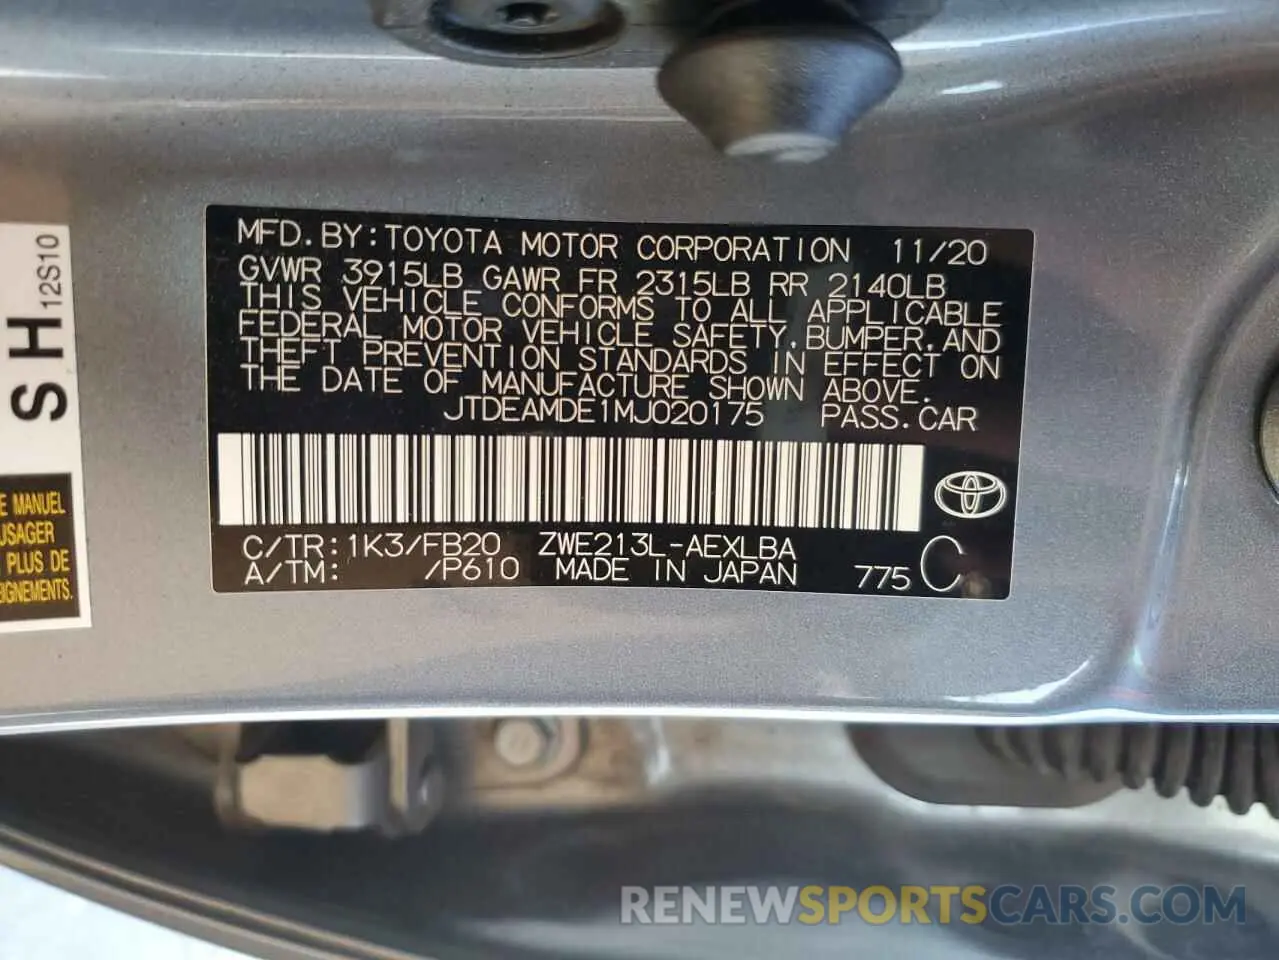 MFD. BY: TOYOTA MOTOR CORPORATION 11/20
GVWR 3915LB GAWR FR 2315LB RR 2140LB
THIS VEHICLE CONFORMS TO ALL APPLICABLE
FEDERAL MOTOR VEHICLE SAFETY, BUMPER, AND
THEFT PREVENTION STANDARDS IN EFFECT ON
THE DATE OF MANUFACTURE SHOWN ABOVE.
JTDEAMDE1MJ020175 PASS. CAR
C/TR: 1K3/FB20 ZWE213L-AEXLBA
A/TM: /P610 MADE IN JAPAN 775 C
SH 12S10
MANUEL
USAGER
PLUS DE
RENEWSPORTSCARS.COM